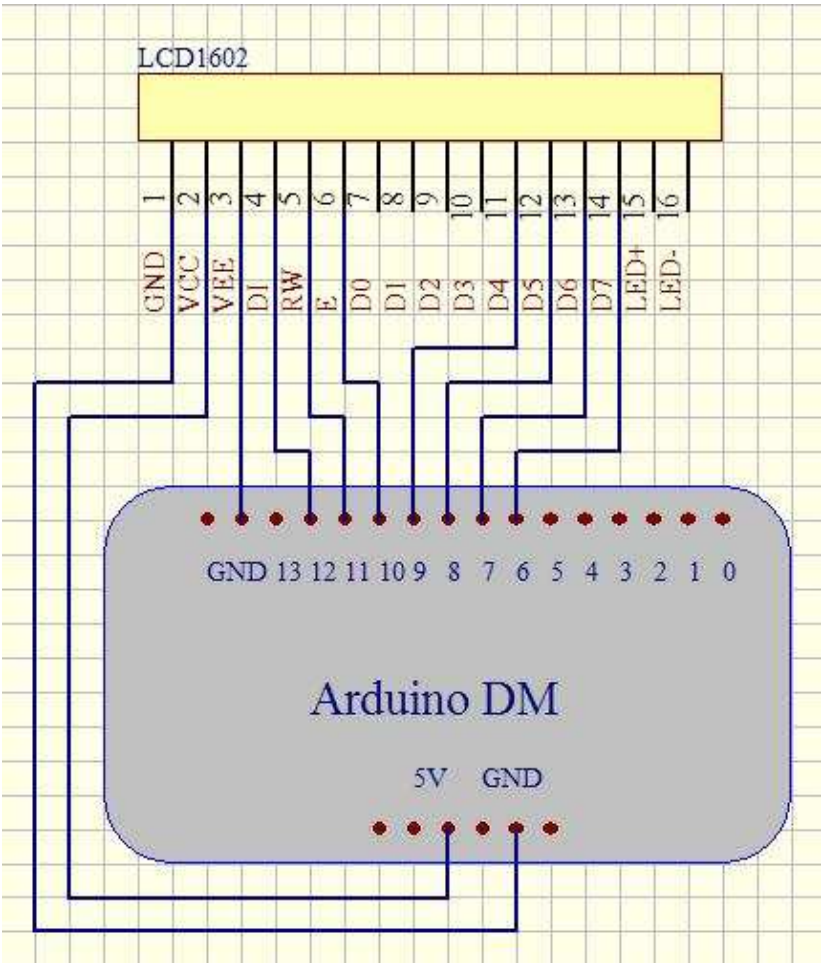 LCD1602
1 2 3 4 5 6 7 8 9 10 11 12 13 14 15 16
GND VCC VEE DI RW E D0 D1 D2 D3 D4 D5 D6 D7 LED+ LED-
GND 13 12 11 10 9 8 7 6 5 4 3 2 1 0
Arduino DM
5V GND